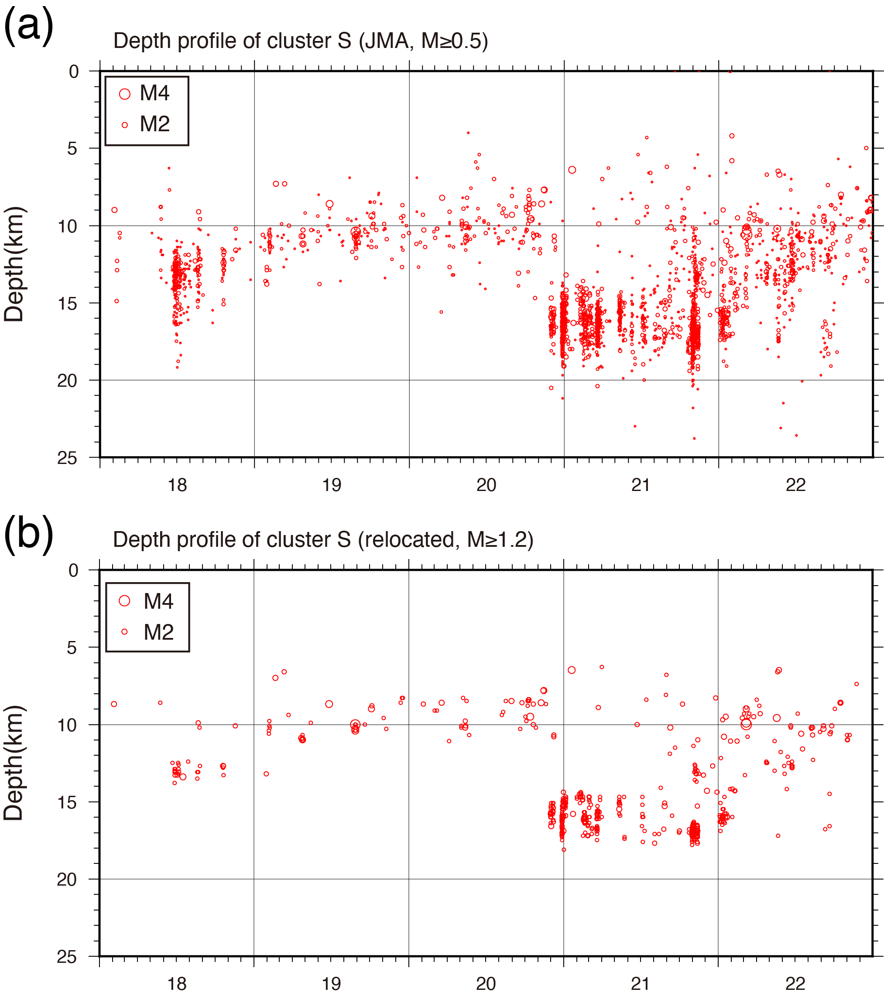 (a)
Depth profile of cluster S (JMA, M≥0.5)
M4
M2
0
5
10
15
20
25
Depth(km)
18 19 20 21 22
(b)
Depth profile of cluster S (relocated, M≥1.2)
M4
M2
0
5
10
15
20
25
Depth(km)
18 19 20 21 22